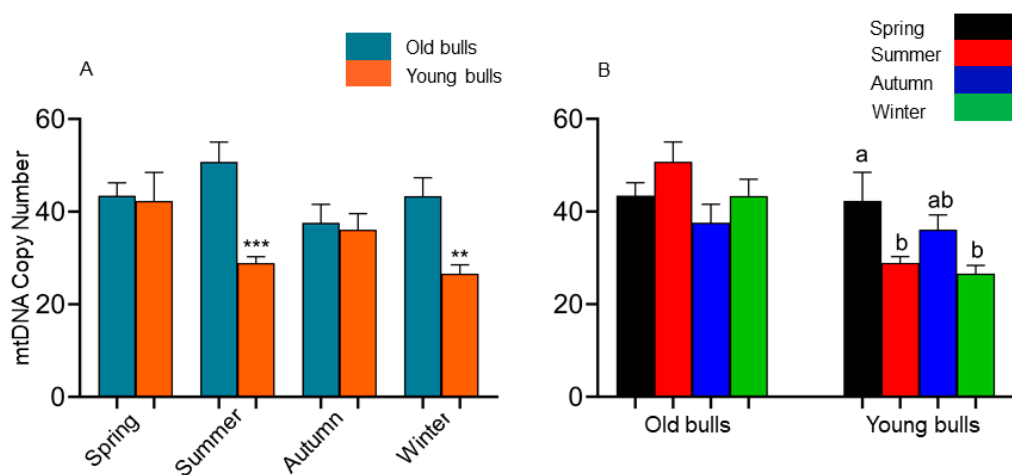 A
Old bulls
Young bulls
mtDNA Copy Number
60
40
20
0
***
**
Spring
Summer
Autumn
Winter
B
Spring
Summer
Autumn
Winter
60
40
20
0
a
b
ab
b
Old bulls
Young bulls